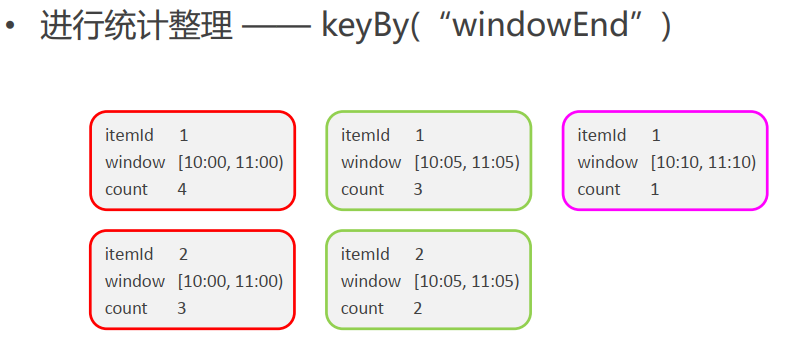 • 进行统计整理 —— keyBy(“windowEnd”)
itemId 1
window [10:00, 11:00)
count 4
itemId 1
window [10:05, 11:05)
count 3
itemId 1
window [10:10, 11:10)
count 1
itemId 2
window [10:00, 11:00)
count 3
itemId 2
window [10:05, 11:05)
count 2